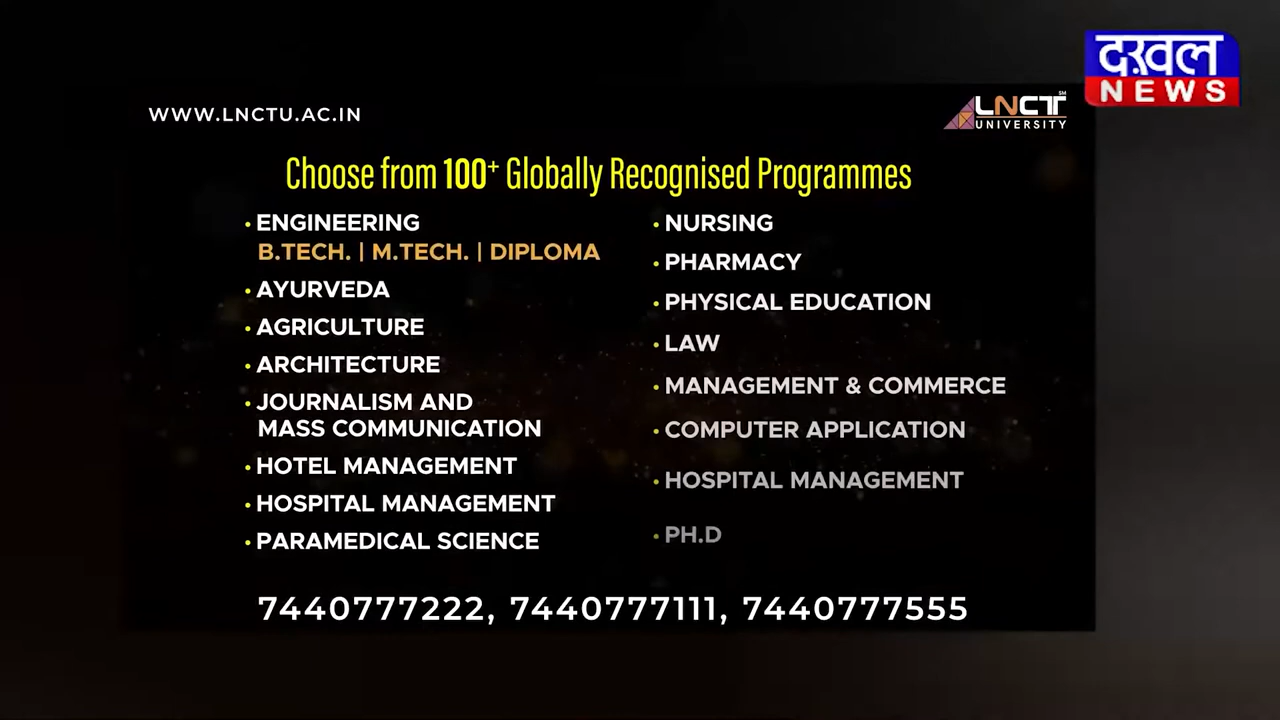 दख़ल
NEWS
WWW.LNCTU.AC.IN
LNCT SM
UNIVERSITY
Choose from 100+ Globally Recognised Programmes
• ENGINEERING
B.TECH. | M.TECH. | DIPLOMA
• AYURVEDA
• AGRICULTURE
• ARCHITECTURE
• JOURNALISM AND
MASS COMMUNICATION
• HOTEL MANAGEMENT
• HOSPITAL MANAGEMENT
• PARAMEDICAL SCIENCE
• NURSING
• PHARMACY
• PHYSICAL EDUCATION
• LAW
• MANAGEMENT & COMMERCE
• COMPUTER APPLICATION
• HOSPITAL MANAGEMENT
• PH.D
7440777222, 7440777111, 7440777555